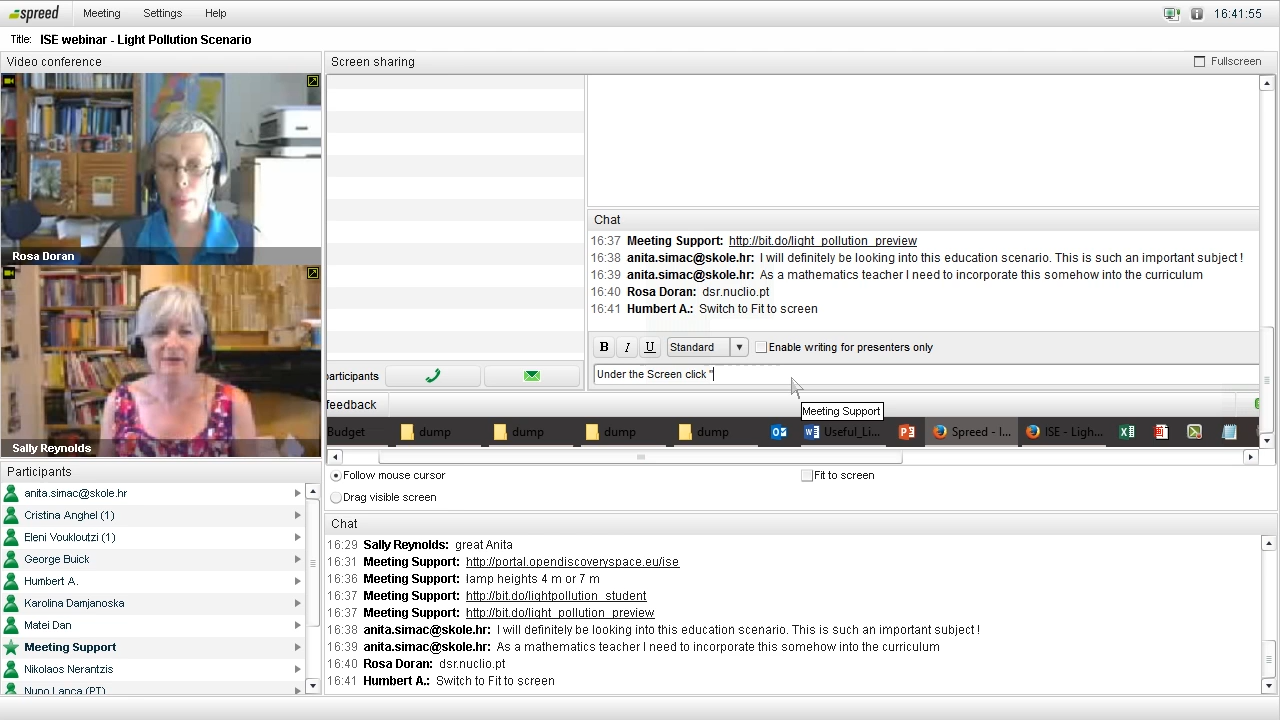 spreed Meeting Settings Help 16:41:55
Title: ISE webinar - Light Pollution Scenario
Video conference
Rosa Doran
Sally Reynolds
Participants
anita.simac@skole.hr
Cristina Anghel (1)
Eleni Voukloutzi (1)
George Buick
Humbert A.
Karolina Damjanoska
Matei Dan
Meeting Support
Nikolaos Nerantzis
Nuno Lança (PT)
Screen sharing Fullscreen
Chat
16:37 Meeting Support: http://bit.do/light_pollution_preview
16:38 anita.simac@skole.hr: I will definitely be looking into this education scenario. This is such an important subject !
16:39 anita.simac@skole.hr: As a mathematics teacher I need to incorporate this somehow into the curriculum
16:40 Rosa Doran: dsr.nuclio.pt
16:41 Humbert A.: Switch to Fit to screen
B I U Standard Enable writing for presenters only
articipants
Under the Screen click "
feedback
Meeting Support
Budget dump dump dump dump Useful_Li... Spreed - I... ISE - Ligh...
Follow mouse cursor Fit to screen
Drag visible screen
Chat
16:29 Sally Reynolds: great Anita
16:31 Meeting Support: http://portal.opendiscoveryspace.eu/ise
16:36 Meeting Support: lamp heights 4 m or 7 m
16:37 Meeting Support: http://bit.do/lightpollution_student
16:37 Meeting Support: http://bit.do/light_pollution_preview
16:38 anita.simac@skole.hr: I will definitely be looking into this education scenario. This is such an important subject !
16:39 anita.simac@skole.hr: As a mathematics teacher I need to incorporate this somehow into the curriculum
16:40 Rosa Doran: dsr.nuclio.pt
16:41 Humbert A.: Switch to Fit to screen